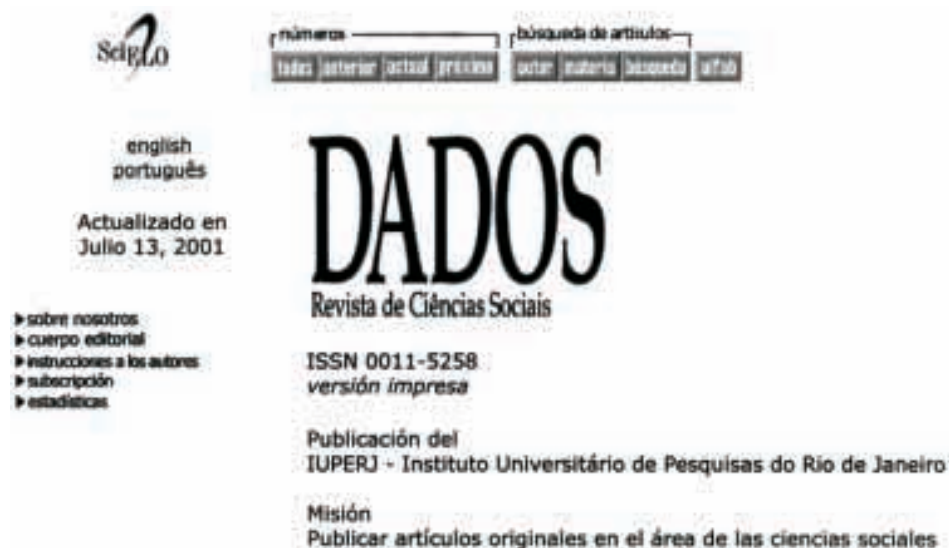 SciELO
números
búsqueda de artículos
todos anterior actual próximo
autor materia búsqueda alfab
english
português
Actualizado en
Julio 13, 2001
sobre nosotros
cuerpo editorial
instrucciones a los autores
subscripción
estadísticas
DADOS
Revista de Ciências Sociais
ISSN 0011-5258
versión impresa
Publicación del
IUPERJ - Instituto Universitário de Pesquisas do Rio de Janeiro
Misión
Publicar artículos originales en el área de las ciencias sociales